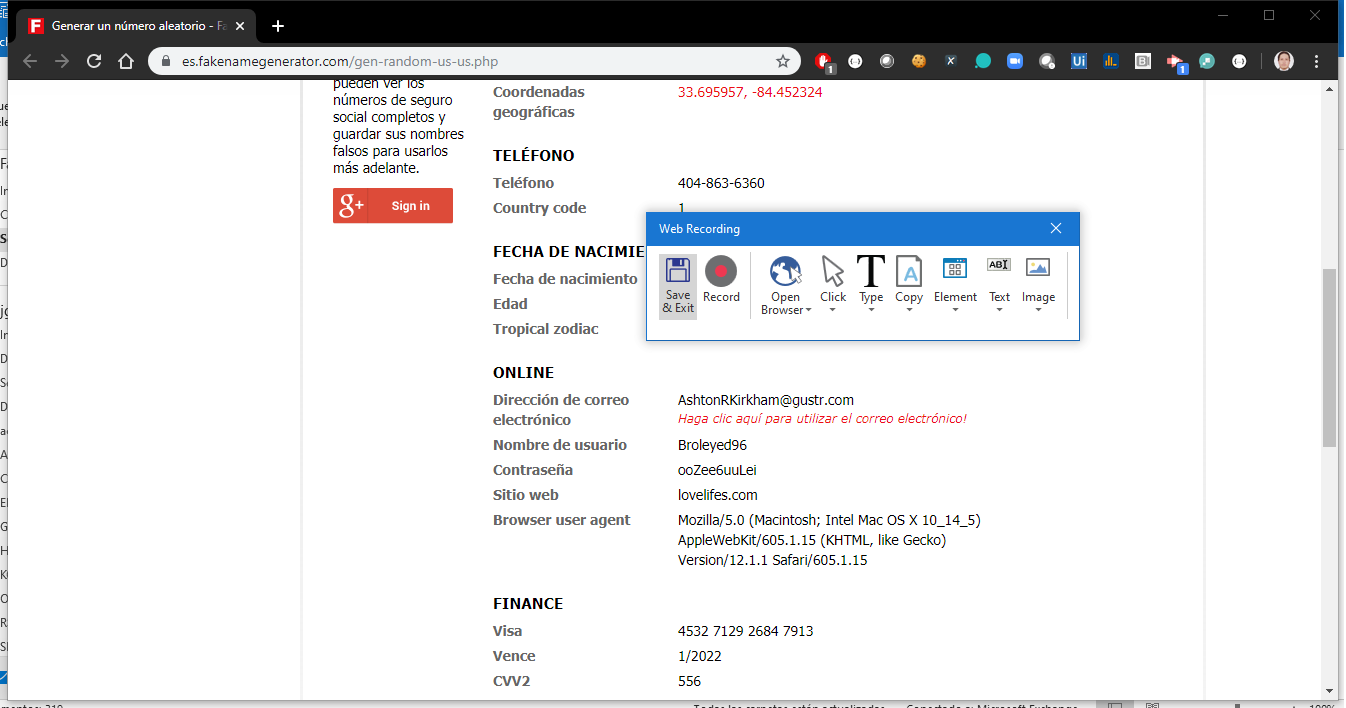 Generar un número aleatorio - Fa
es.fakenamegenerator.com/gen-random-us-us.php
1
Ui
1
pueden ver los
números de seguro
social completos y
guardar sus nombres
falsos para usarlos
más adelante.
g+ Sign in
Coordenadas
geográficas
33.695957, -84.452324
TELÉFONO
Teléfono 404-863-6360
Country code 1
FECHA DE NACIMIE
Fecha de nacimiento
Edad
Tropical zodiac
Web Recording
Save
& Exit
Record
Open
Browser
Click
Type
Copy
Element
ABI
Text
Image
ONLINE
Dirección de correo
electrónico
AshtonRKirkham@gustr.com
Haga clic aquí para utilizar el correo electrónico!
Nombre de usuario Broleyed96
Contraseña ooZee6uuLei
Sitio web lovelifes.com
Browser user agent Mozilla/5.0 (Macintosh; Intel Mac OS X 10_14_5)
AppleWebKit/605.1.15 (KHTML, like Gecko)
Version/12.1.1 Safari/605.1.15
FINANCE
Visa 4532 7129 2684 7913
Vence 1/2022
CVV2 556